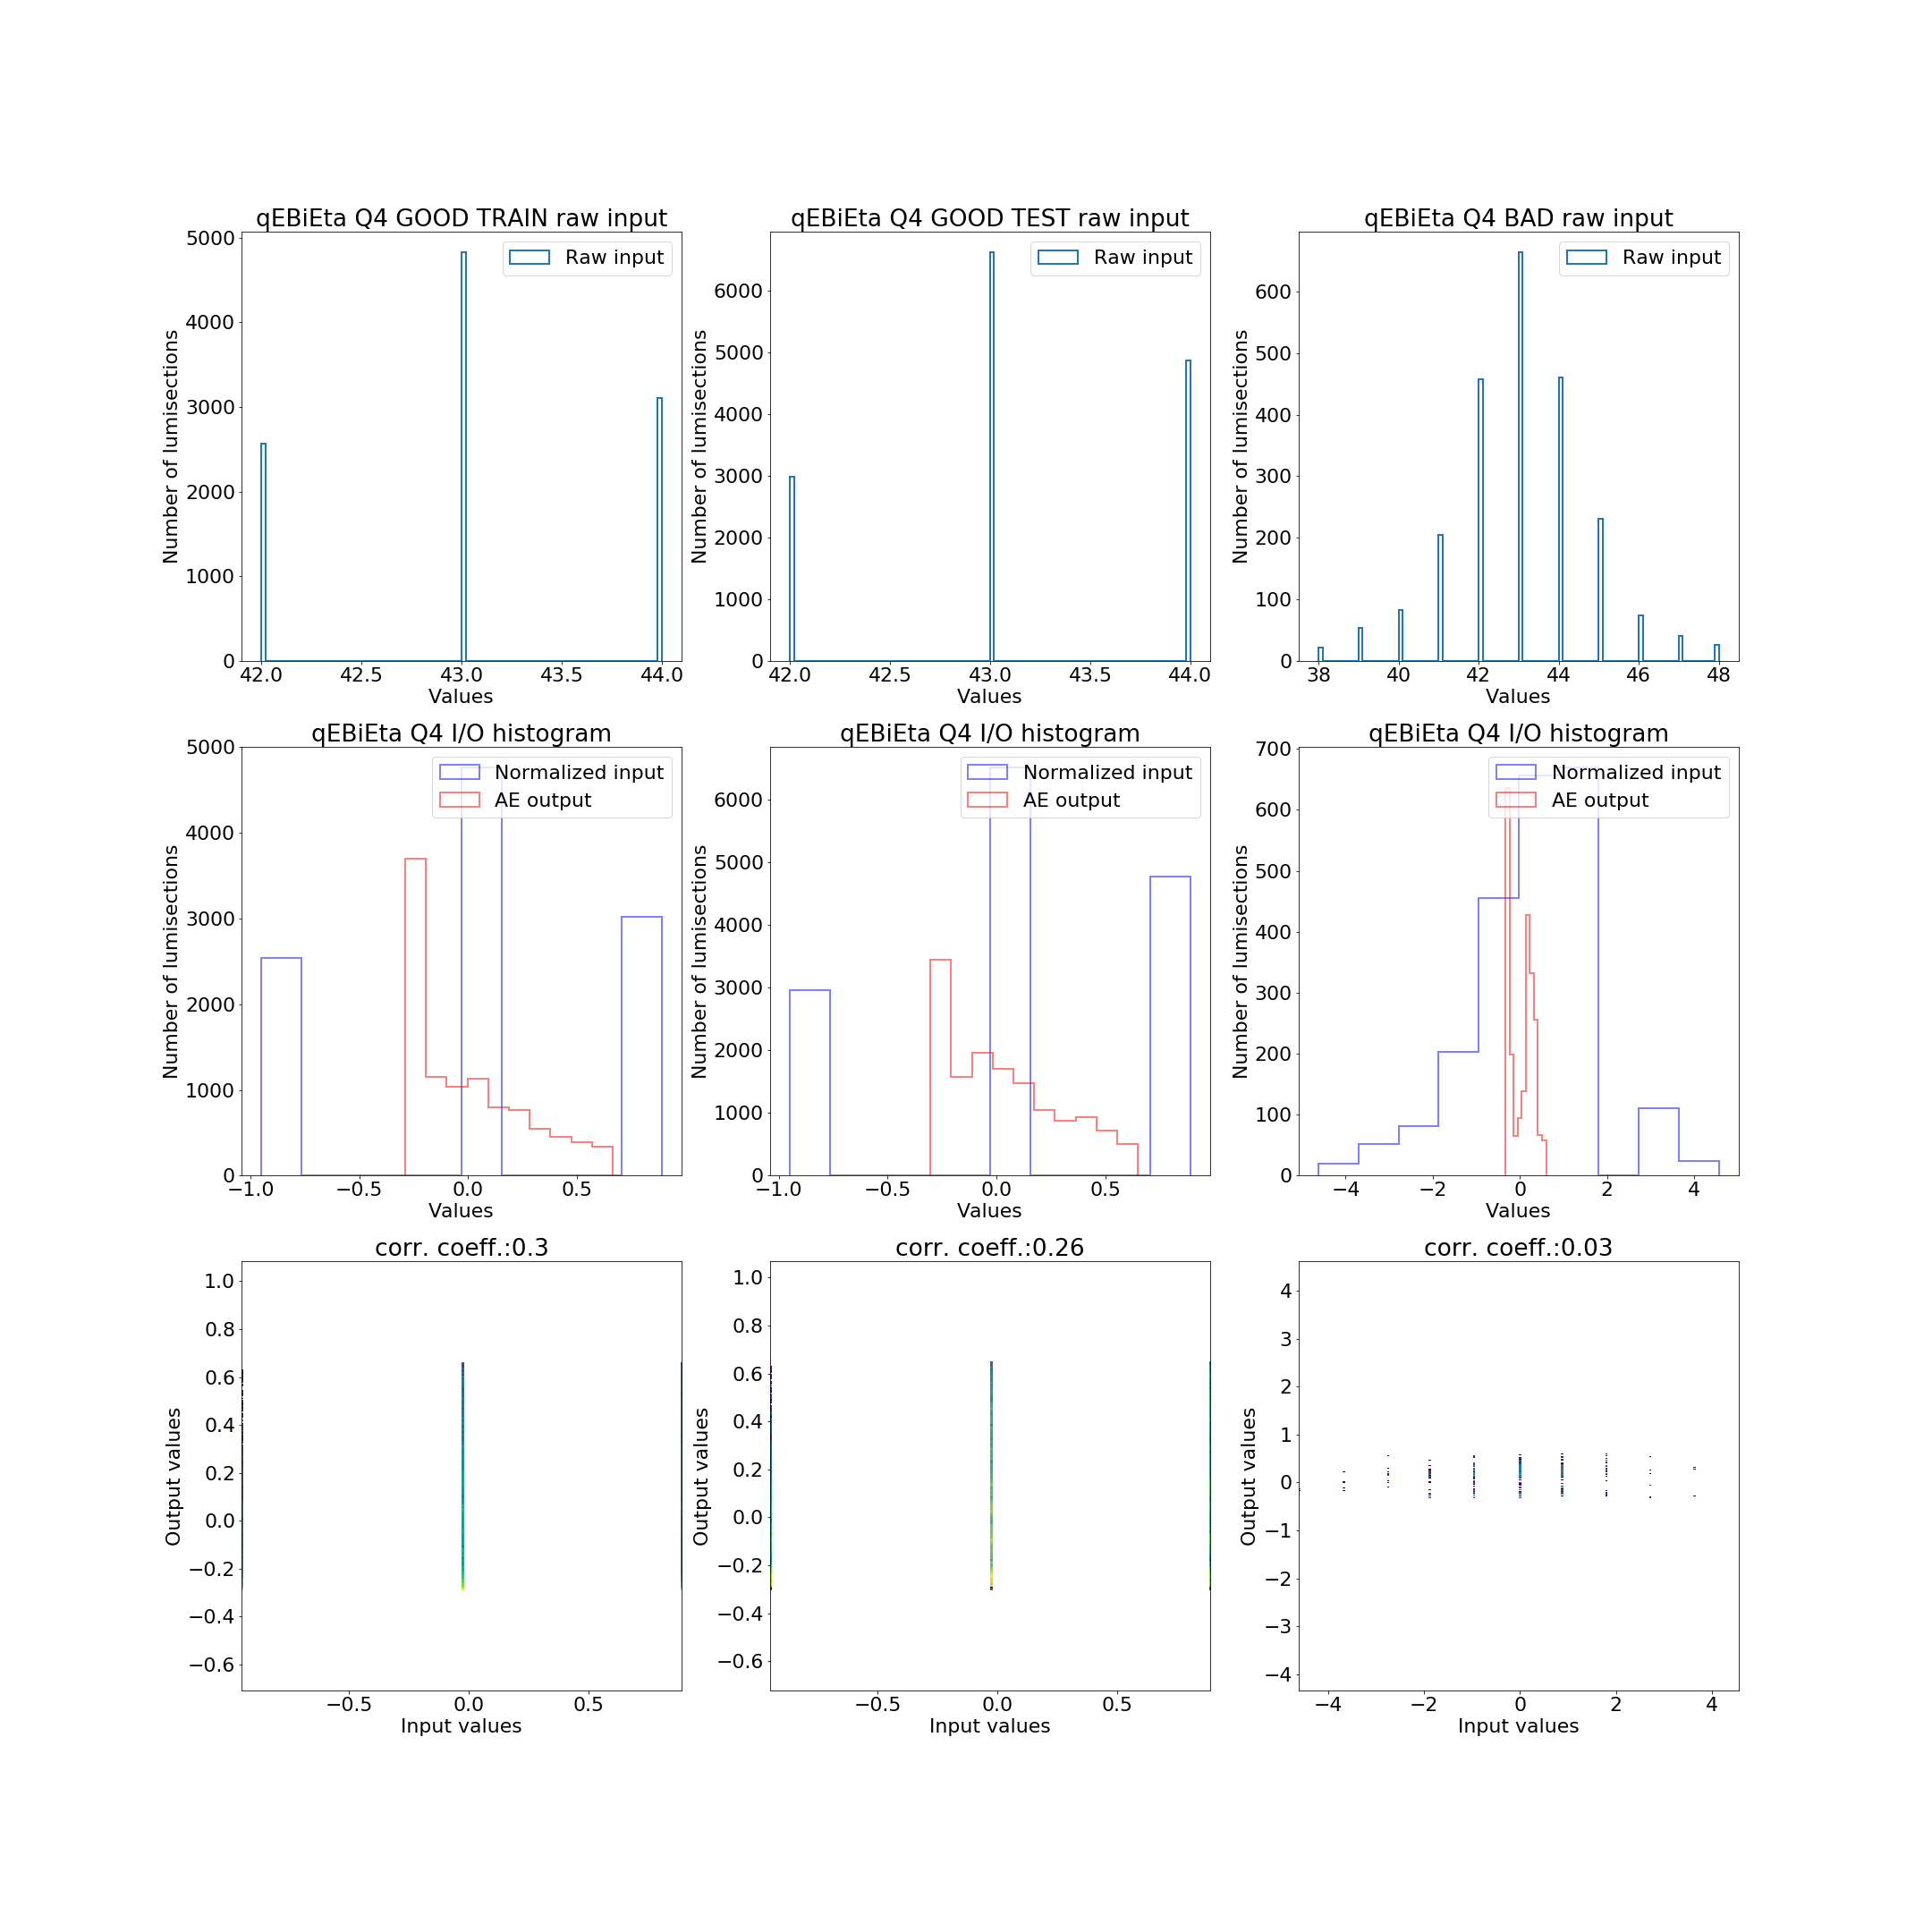 qEBiEta Q4 GOOD TRAIN raw input
qEBiEta Q4 GOOD TEST raw input
qEBiEta Q4 BAD raw input
Raw input
Raw input
Raw input
5000
4000
3000
2000
1000
0
Number of lumisections
42.0 42.5 43.0 43.5 44.0
Values
6000
5000
4000
3000
2000
1000
0
Number of lumisections
42.0 42.5 43.0 43.5 44.0
Values
600
500
400
300
200
100
0
Number of lumisections
38 40 42 44 46 48
Values
qEBiEta Q4 I/O histogram
qEBiEta Q4 I/O histogram
qEBiEta Q4 I/O histogram
Normalized input
AE output
Normalized input
AE output
Normalized input
AE output
5000
4000
3000
2000
1000
0
Number of lumisections
−1.0 −0.5 0.0 0.5
Values
6000
5000
4000
3000
2000
1000
0
Number of lumisections
−1.0 −0.5 0.0 0.5
Values
700
600
500
400
300
200
100
0
Number of lumisections
−4 −2 0 2 4
Values
corr. coeff.:0.3
corr. coeff.:0.26
corr. coeff.:0.03
1.0
0.8
0.6
0.4
0.2
0.0
−0.2
−0.4
−0.6
Output values
−0.5 0.0 0.5
Input values
1.0
0.8
0.6
0.4
0.2
0.0
−0.2
−0.4
−0.6
Output values
−0.5 0.0 0.5
Input values
4
3
2
1
0
−1
−2
−3
−4
Output values
−4 −2 0 2 4
Input values